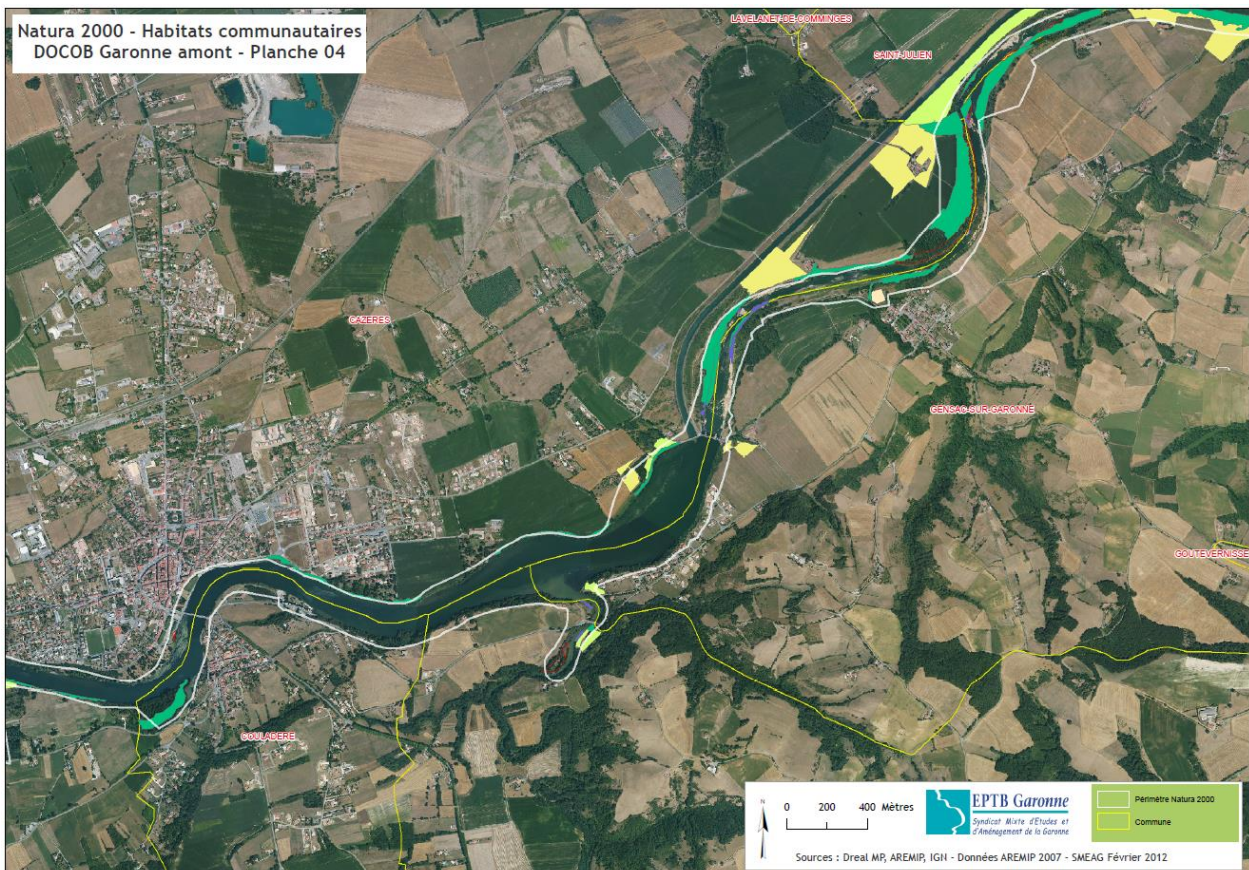 Natura 2000 - Habitats communautaires
DOCOB Garonne amont - Planche 04
LAVELANET-DE-COMMINGES
SAINT-JULIEN
CAZERES
GENSAC-SUR-GARONNE
GOUTEVERNISSE
COULADERE
N
0 200 400 Mètres
EPTB Garonne
Syndicat Mixte d'Etudes et
d'Aménagement de la Garonne
Périmètre Natura 2000
Commune
Sources : Dreal MP, AREMIP, IGN - Données AREMIP 2007 - SMEAG Février 2012